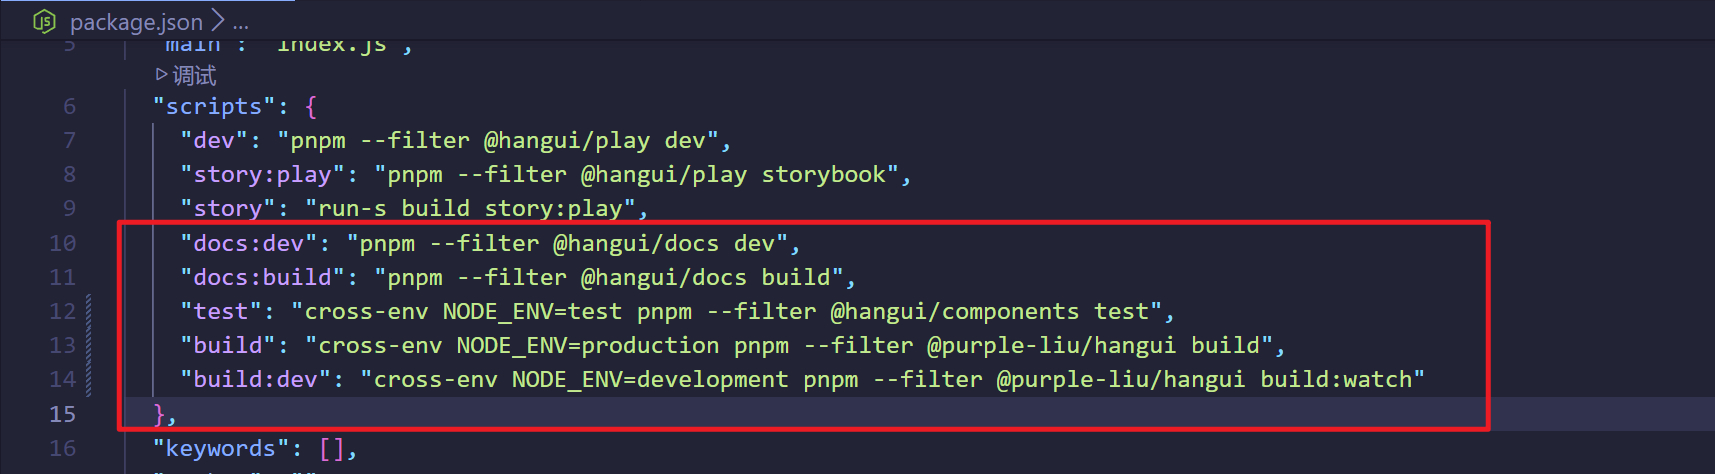 package.json > ...
5 "main": "index.js",
调试
6 "scripts": {
7 "dev": "pnpm --filter @hangui/play dev",
8 "story:play": "pnpm --filter @hangui/play storybook",
9 "story": "run-s build story:play",
10 "docs:dev": "pnpm --filter @hangui/docs dev",
11 "docs:build": "pnpm --filter @hangui/docs build",
12 "test": "cross-env NODE_ENV=test pnpm --filter @hangui/components test",
13 "build": "cross-env NODE_ENV=production pnpm --filter @purple-liu/hangui build",
14 "build:dev": "cross-env NODE_ENV=development pnpm --filter @purple-liu/hangui build:watch"
15 },
16 "keywords": [],